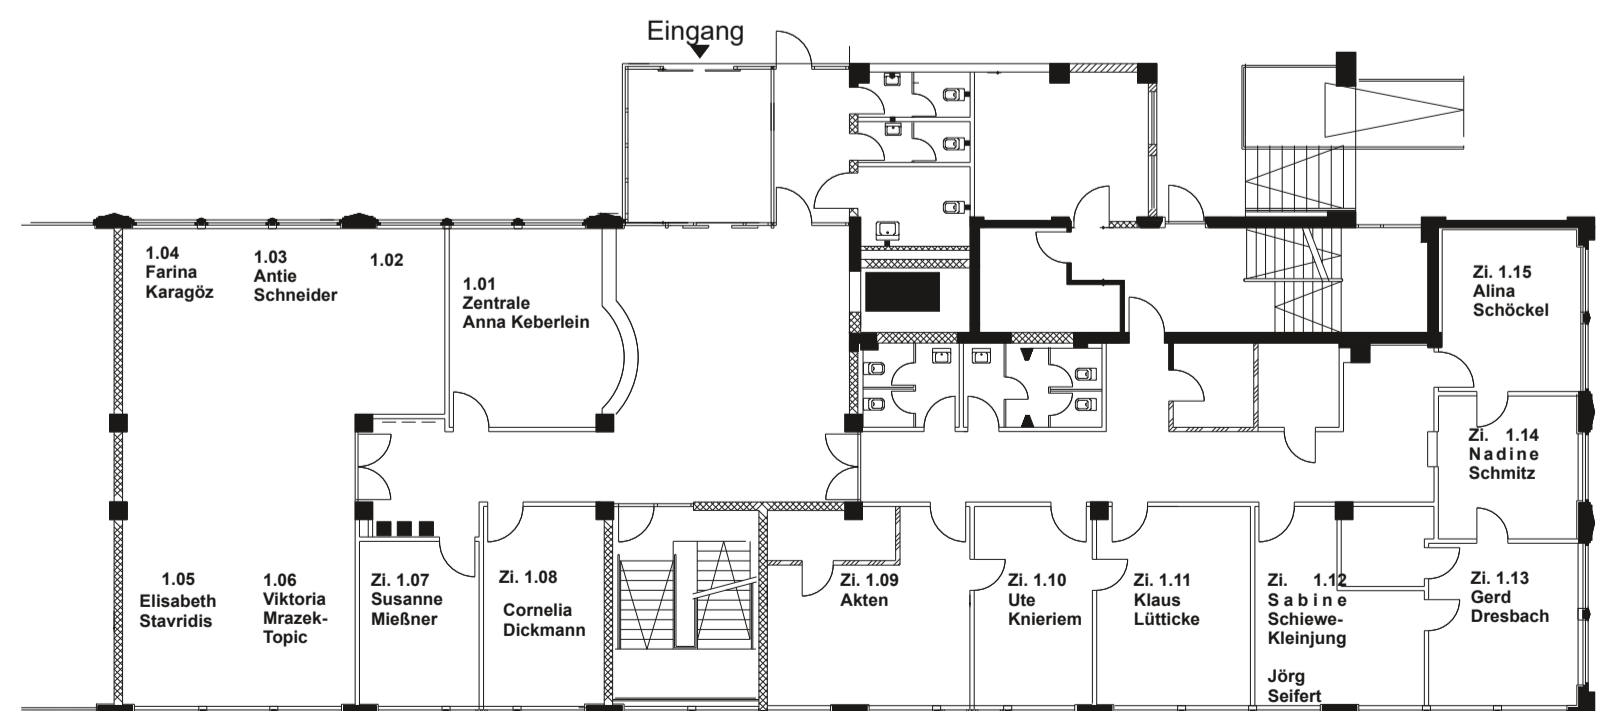 Eingang
1.04
Farina
Karagöz
1.03
Antie
Schneider
1.02
1.01
Zentrale
Anna Keberlein
Zi. 1.15
Alina
Schöckel
Zi. 1.14
Nadine
Schmitz
1.05
Elisabeth
Stavridis
1.06
Viktoria
Mrazek-
Topic
Zi. 1.07
Susanne
Mießner
Zi. 1.08
Cornelia
Dickmann
Zi. 1.09
Akten
Zi. 1.10
Ute
Knieriem
Zi. 1.11
Klaus
Lütticke
Zi. 1.12
Sabine
Schiewe-
Kleinjung
Jörg
Seifert
Zi. 1.13
Gerd
Dresbach